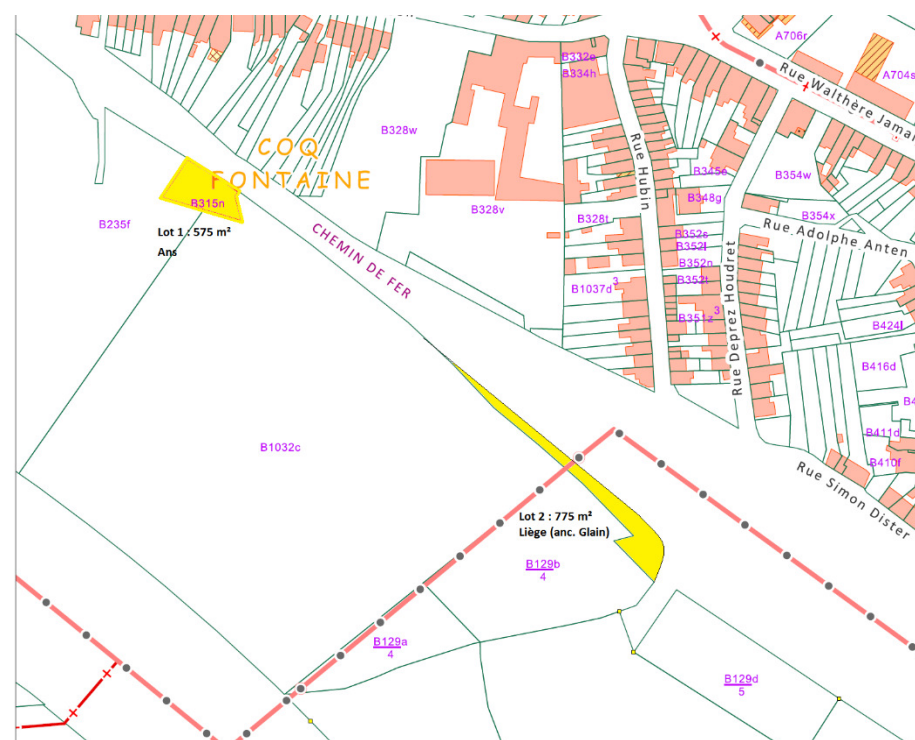 A706r
B332e
B334h
A704s
Rue Walthère Jamar
COQ
FONTAINE
B328w
Rue Hubin
B345e
B354w
B315n
B328v
B348g
B235f
Lot 1 : 575 m²
Ans
B328t
B354x
CHEMIN DE FER
B352s
B352l
Rue Adolphe Anten
B352n
B1037d
3
B352t
B351z
3
Rue Deprez Houdret
B424l
B416d
B4
B411d
B410f
B1032c
Rue Simon Dister
Lot 2 : 775 m²
Liège (anc. Glain)
B129b
4
B129a
4
B129d
5